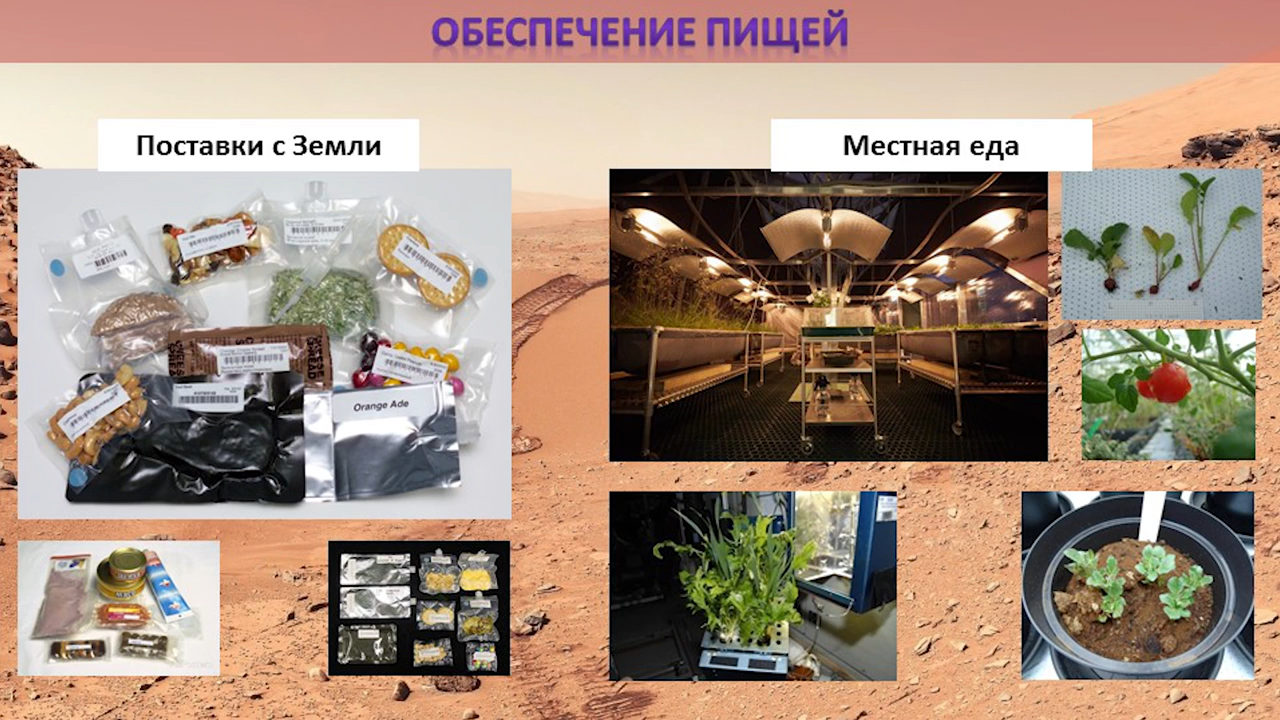 ОБЕСПЕЧЕНИЕ ПИЩЕЙ
Поставки с Земли
Местная еда
Orange Ade